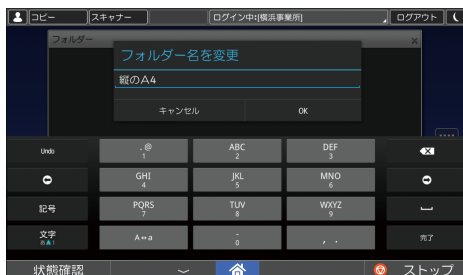 コピー スキャナー ログイン中:[横浜事業所] ログアウト
フォルダー ×
フォルダー名を変更
縦のA4
キャンセル OK
Undo .@ 1 ABC 2 DEF 3
GHI 4 JKL 5 MNO 6
記号 PQRS 7 TUV 8 WXYZ 9
文字 あA1 A⇔a - 0 , . 完了
状態確認 ストップ